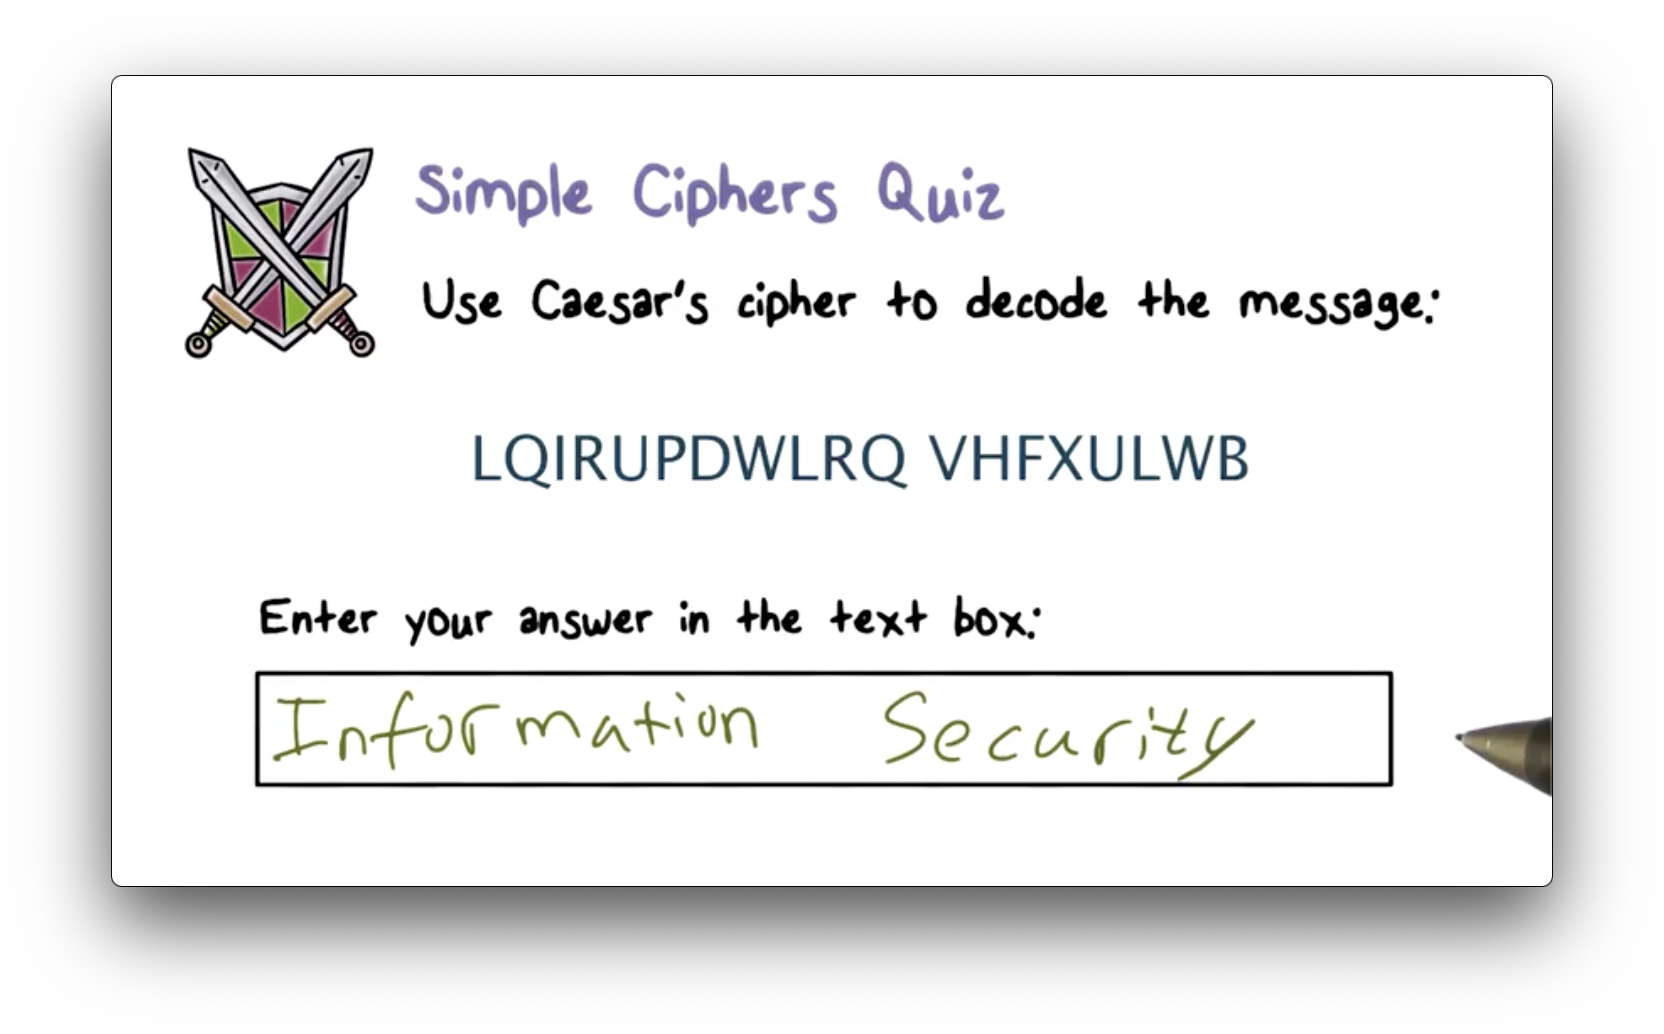 Simple Ciphers Quiz
Use Caesar's cipher to decode the message:
LQIRUPDWLRQ VHFXULWB
Enter your answer in the text box:
Information Security